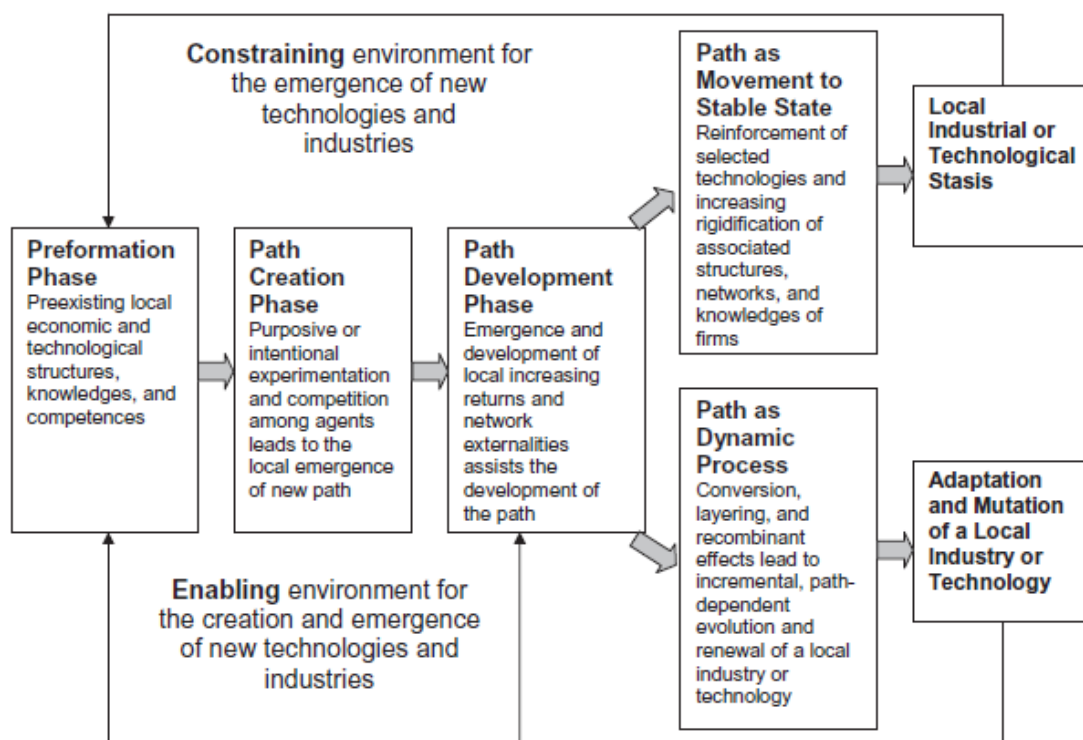 Constraining environment for
the emergence of new
technologies and
industries
Preformation
Phase
Preexisting local
economic and
technological
structures,
knowledges, and
competences
Path
Creation
Phase
Purposive or
intentional
experimentation
and competition
among agents
leads to the
local emergence
of new path
Path
Development
Phase
Emergence and
development of
local increasing
returns and
network
externalities
assists the
development of
the path
Path as
Movement to
Stable State
Reinforcement of
selected
technologies and
increasing
rigidification of
associated
structures,
networks, and
knowledges of
firms
Local
Industrial or
Technological
Stasis
Path as
Dynamic
Process
Conversion,
layering, and
recombinant
effects lead to
incremental, path-
dependent
evolution and
renewal of a local
industry or
technology
Adaptation
and Mutation
of a Local
Industry or
Technology
Enabling environment for
the creation and emergence
of new technologies and
industries